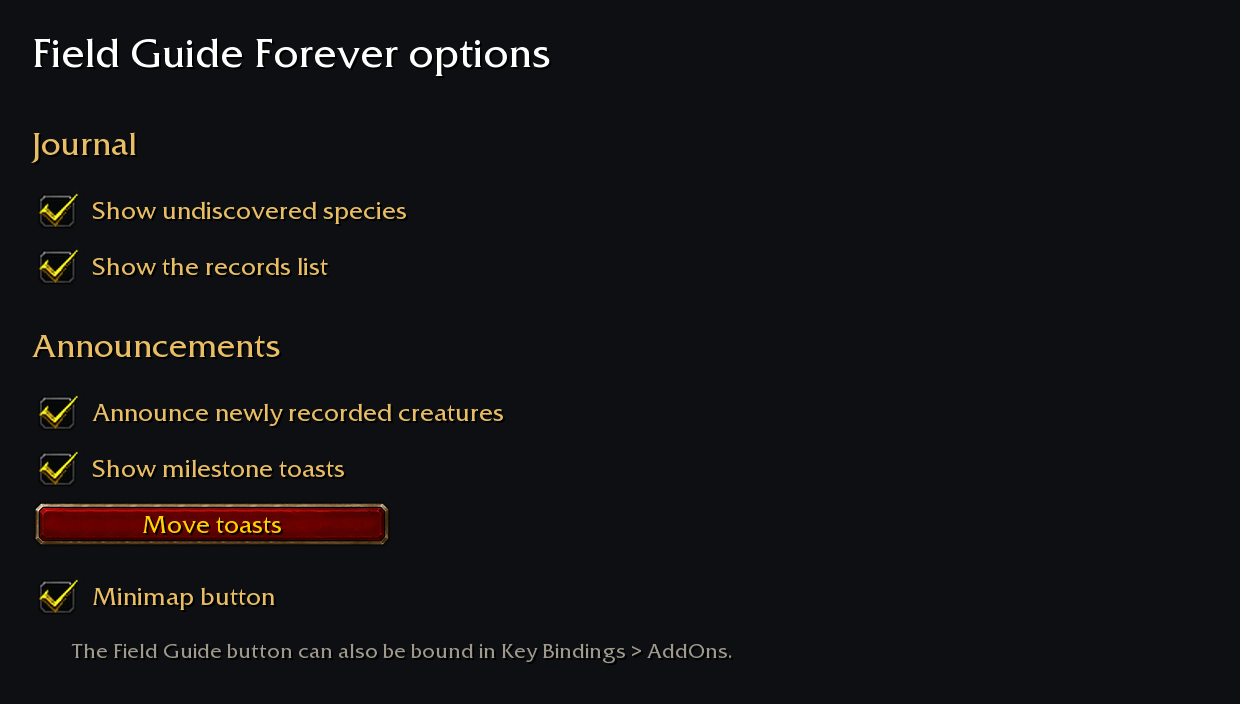 Field Guide Forever options
Journal
Show undiscovered species
Show the records list
Announcements
Announce newly recorded creatures
Show milestone toasts
Move toasts
Minimap button
The Field Guide button can also be bound in Key Bindings > AddOns.